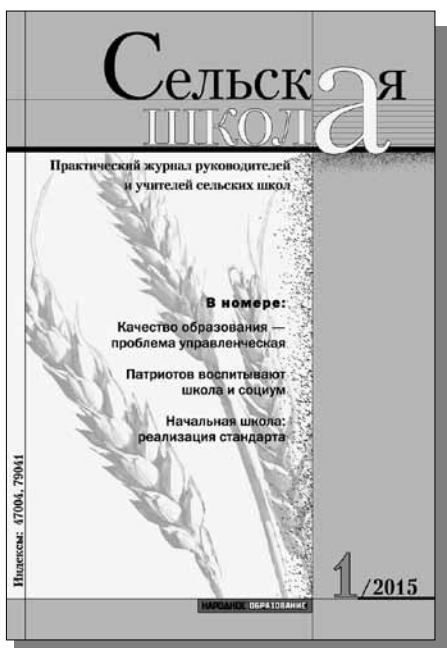 Сельская
школа
Практический журнал руководителей
и учителей сельских школ
В номере:
Качество образования —
проблема управленческая
Патриотов воспитывают
школа и социум
Начальная школа:
реализация стандарта
Индексы: 47004, 79041
1/2015
НАРОДНОЕ ОБРАЗОВАНИЕ